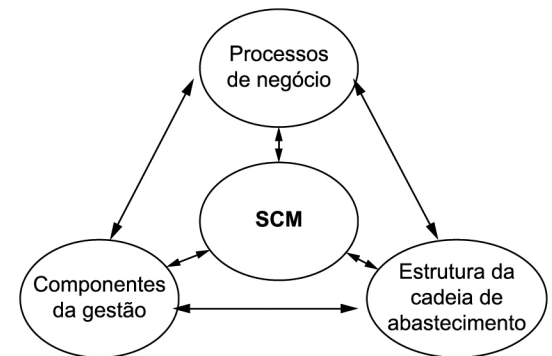 Processos
de negócio
SCM
Componentes
da gestão
Estrutura da
cadeia de
abastecimento